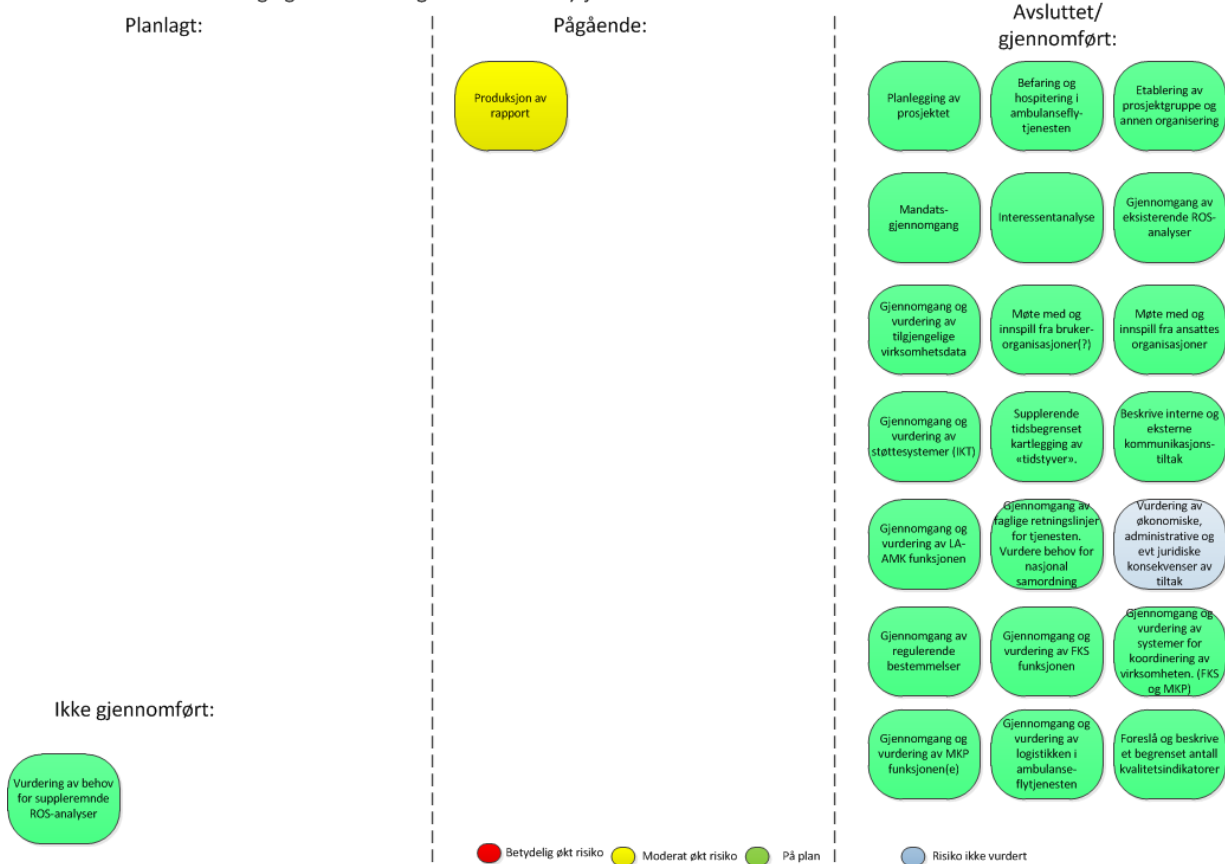 Planlagt:
Pågående:
Avsluttet/
gjennomført:
Produksjon av
rapport
Planlegging av
prosjektet
Befaring og
hospitering i
ambulansefly-
tjenesten
Etablering av
prosjektgruppe og
annen organisering
Mandats-
gjennomgang
Interessentanalyse
Gjennomgang av
eksisterende ROS-
analyser
Gjennomgang og
vurdering av
tilgjengelige
virksomhetsdata
Møte med og
innspill fra bruker-
organisasjoner(?)
Møte med og
innspill fra ansattes
organisasjoner
Gjennomgang og
vurdering av
støttesystemer (IKT)
Supplerende
tidsbegrenset
kartlegging av
«tidstyver».
Beskrive interne og
eksterne
kommunikasjons-
tiltak
Gjennomgang og
vurdering av LA-
AMK funksjonen
Gjennomgang av
faglige retningslinjer
for tjenesten.
Vurdere behov for
nasjonal
samordning
Vurdering av
økonomiske,
administrative og
evt juridiske
konsekvenser av
tiltak
Gjennomgang av
regulerende
bestemmelser
Gjennomgang og
vurdering av FKS
funksjonen
Gjennomgang og
vurdering av
systemer for
koordinering av
virksomheten. (FKS
og MKP)
Gjennomgang og
vurdering av MKP
funksjonen(e)
Gjennomgang og
vurdering av
logistikken i
ambulanse-
flytjenesten
Foreslå og beskrive
et begrenset antall
kvalitetsindikatorer
Ikke gjennomført:
Vurdering av behov
for suppleremnde
ROS-analyser
Betydelig økt risiko
Moderat økt risiko
På plan
Risiko ikke vurdert